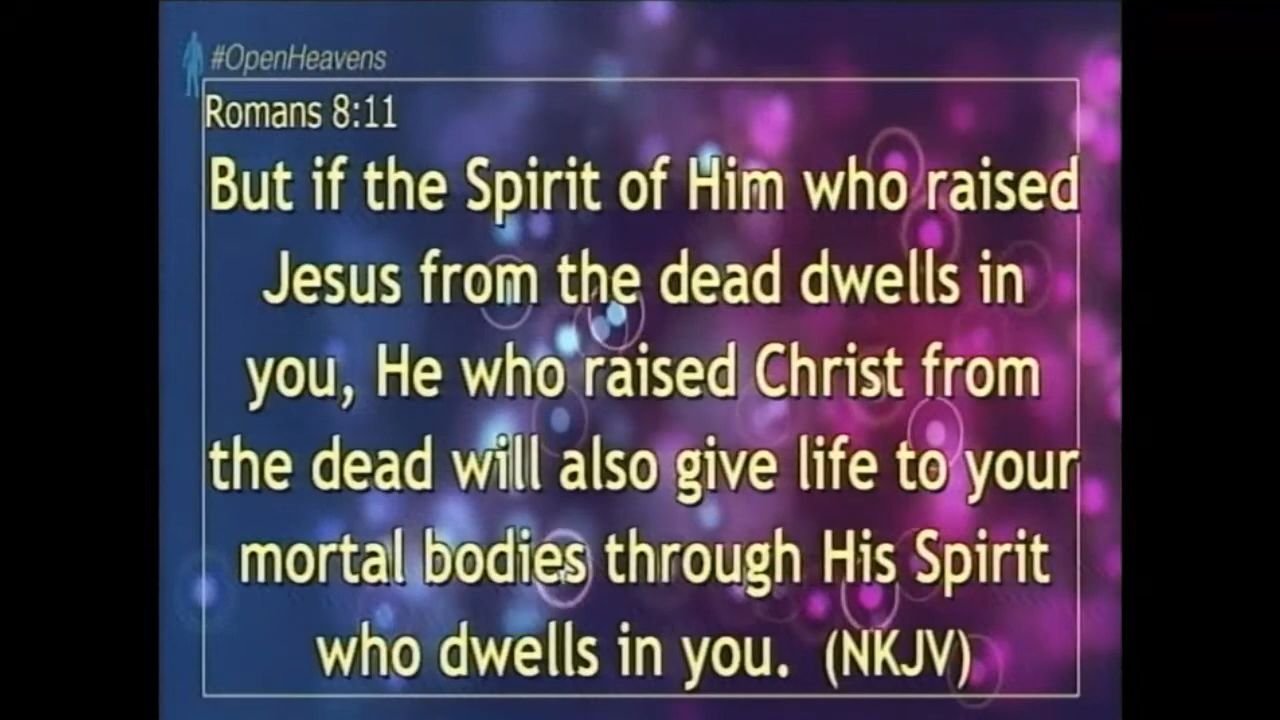 #OpenHeavens
Romans 8:11
But if the Spirit of Him who raised
Jesus from the dead dwells in
you, He who raised Christ from
the dead will also give life to your
mortal bodies through His Spirit
who dwells in you. (NKJV)